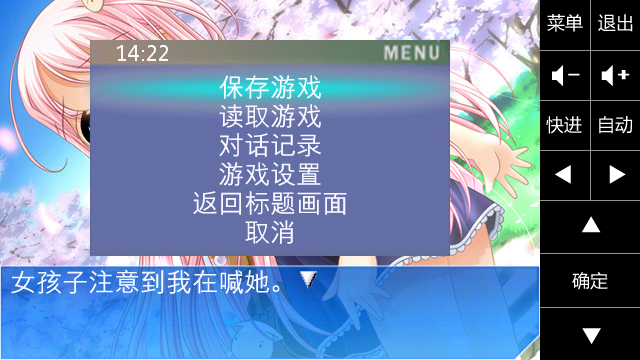 14:22 MENU
保存游戏
读取游戏
对话记录
游戏设置
返回标题画面
取消
女孩子注意到我在喊她。
菜单 退出
快进 自动
确定